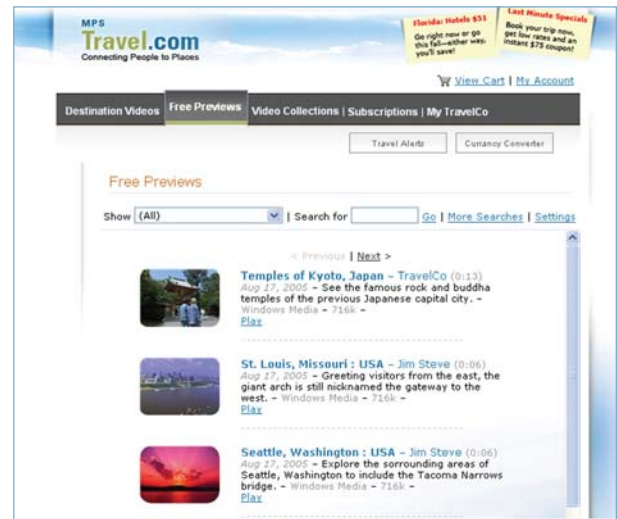 MPS
Travel.com
Connecting People to Places
Florida: Hotels $51
Go right now or go
this fall—either way,
you'll save!
Last Minute Specials
Book your trip now,
get low rates and an
instant $75 coupon!
View Cart | My Account
Destination Videos Free Previews Video Collections | Subscriptions | My TravelCo
Travel Alerts Currancy Converter
Free Previews
Show (All) | Search for Go | More Searches | Settings
< Previous | Next >
Temples of Kyoto, Japan – TravelCo (0:13)
Aug 17, 2005 – See the famous rock and buddha
temples of the previous Japanese capital city. –
Windows Media – 716k –
Play
St. Louis, Missouri : USA – Jim Steve (0:06)
Aug 17, 2005 – Greeting visitors from the east, the
giant arch is still nicknamed the gateway to the
west. – Windows Media – 716k –
Play
Seattle, Washington : USA – Jim Steve (0:06)
Aug 17, 2005 – Explore the sorrounding areas of
Seattle, Washington to include the Tacoma Narrows
bridge. – Windows Media – 716k –
Play